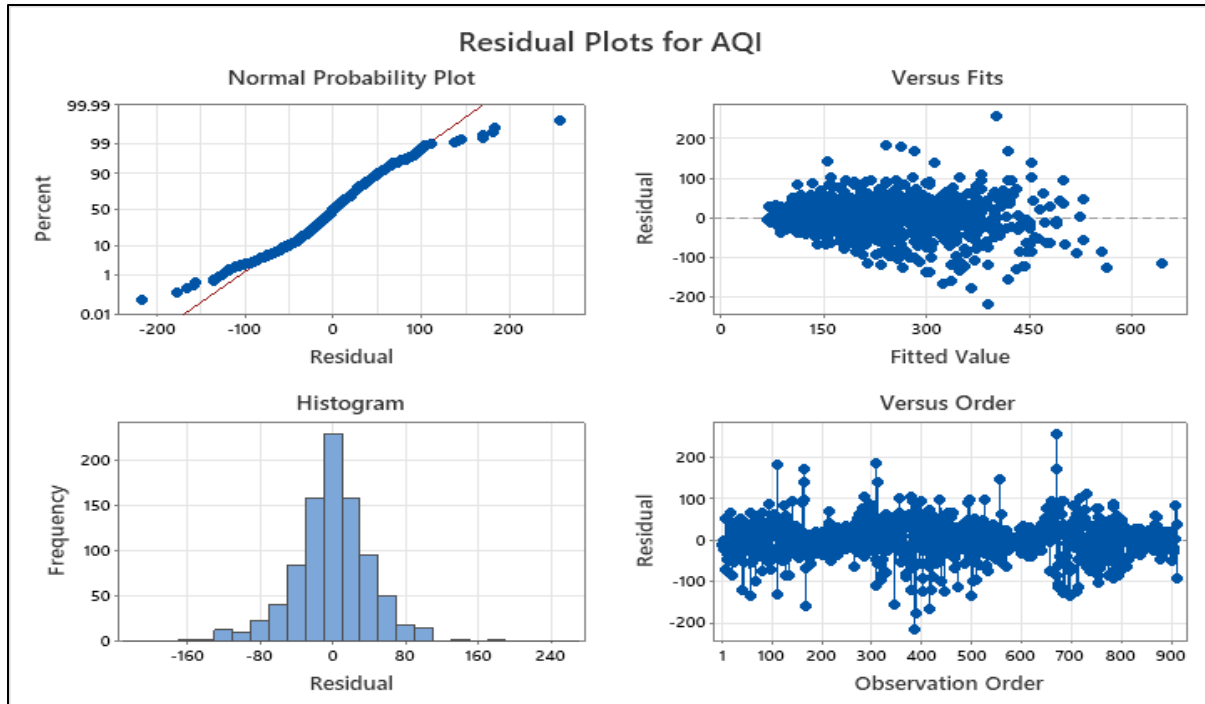 Residual Plots for AQI
Normal Probability Plot
99.99
99
90
50
10
1
0.01
Percent
-200 -100 0 100 200
Residual
Versus Fits
200
100
0
-100
-200
Residual
0 150 300 450 600
Fitted Value
Histogram
200
150
100
50
0
Frequency
-160 -80 0 80 160 240
Residual
Versus Order
200
100
0
-100
-200
Residual
1 100 200 300 400 500 600 700 800 900
Observation Order